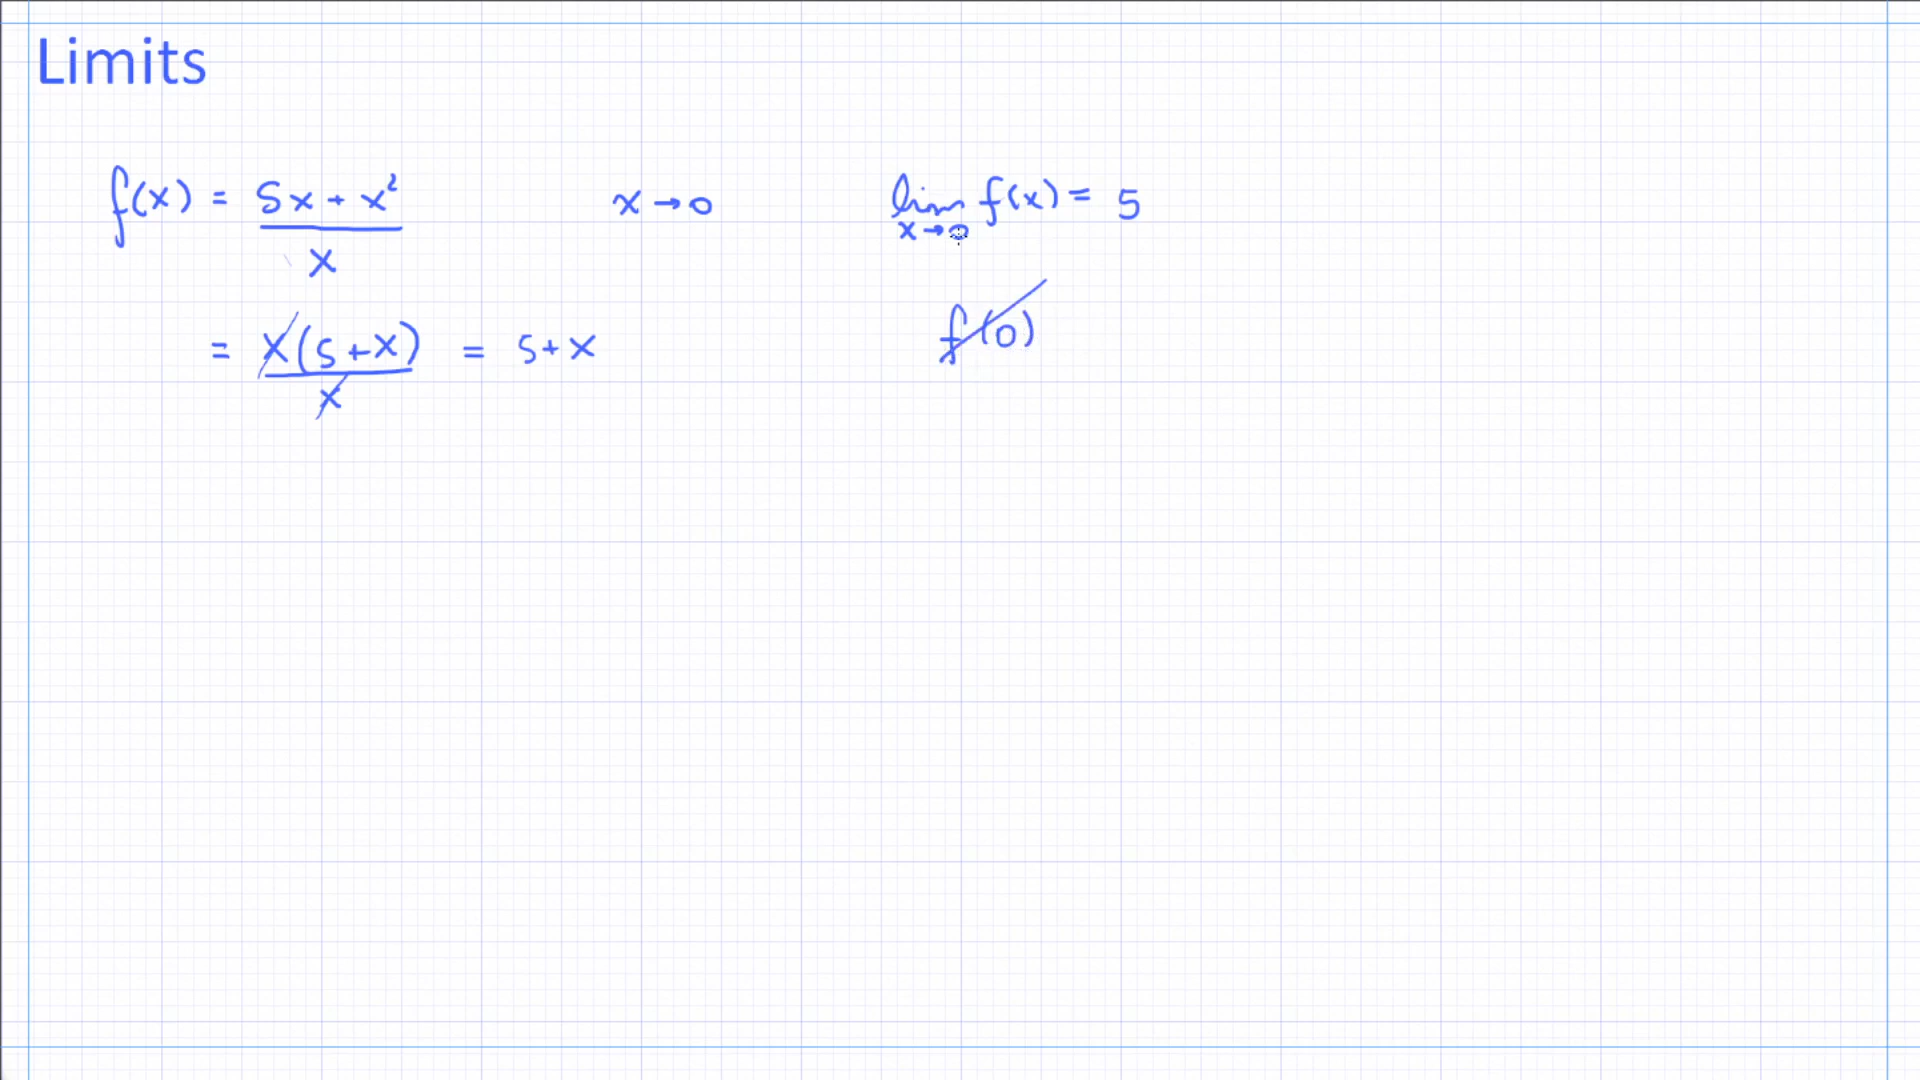 Limits
f(x) = 5x + x² / x
x → 0
lim f(x) = 5
x → 0
f(0)
= x(5+x) / x = 5+x